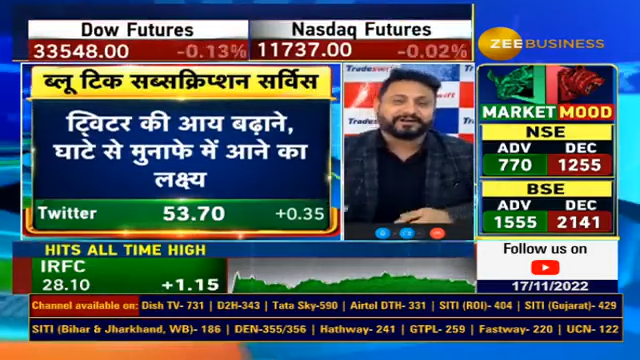 Dow Futures
33548.00 -0.13%
Nasdaq Futures
11737.00 -0.02%
ZEE BUSINESS
ब्लू टिक सब्सक्रिप्शन सर्विस
ट्विटर की आय बढ़ाने,
घाटे से मुनाफे में आने का
लक्ष्य
Twitter 53.70 +0.35
Tradeswift
MARKET MOOD
NSE
ADV DEC
770 1255
BSE
ADV DEC
1555 2141
HITS ALL TIME HIGH
IRFC
28.10 +1.15
Follow us on
17/11/2022
Channel available on: Dish TV- 731 | D2H-343 | Tata Sky-590 | Airtel DTH- 331 | SITI (ROI)- 404 | SITI (Gujarat)- 429
SITI (Bihar & Jharkhand, WB)- 186 | DEN-355/356 | Hathway- 241 | GTPL- 259 | Fastway- 220 | UCN- 122